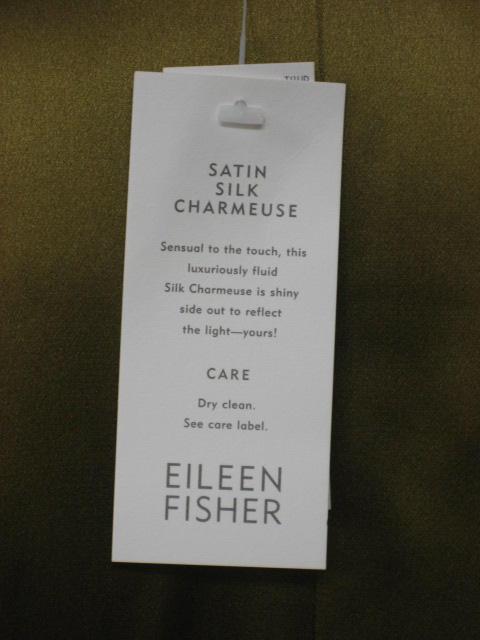 SATIN
SILK
CHARMEUSE
Sensual to the touch, this
luxuriously fluid
Silk Charmeuse is shiny
side out to reflect
the light—yours!
CARE
Dry clean.
See care label.
EILEEN
FISHER